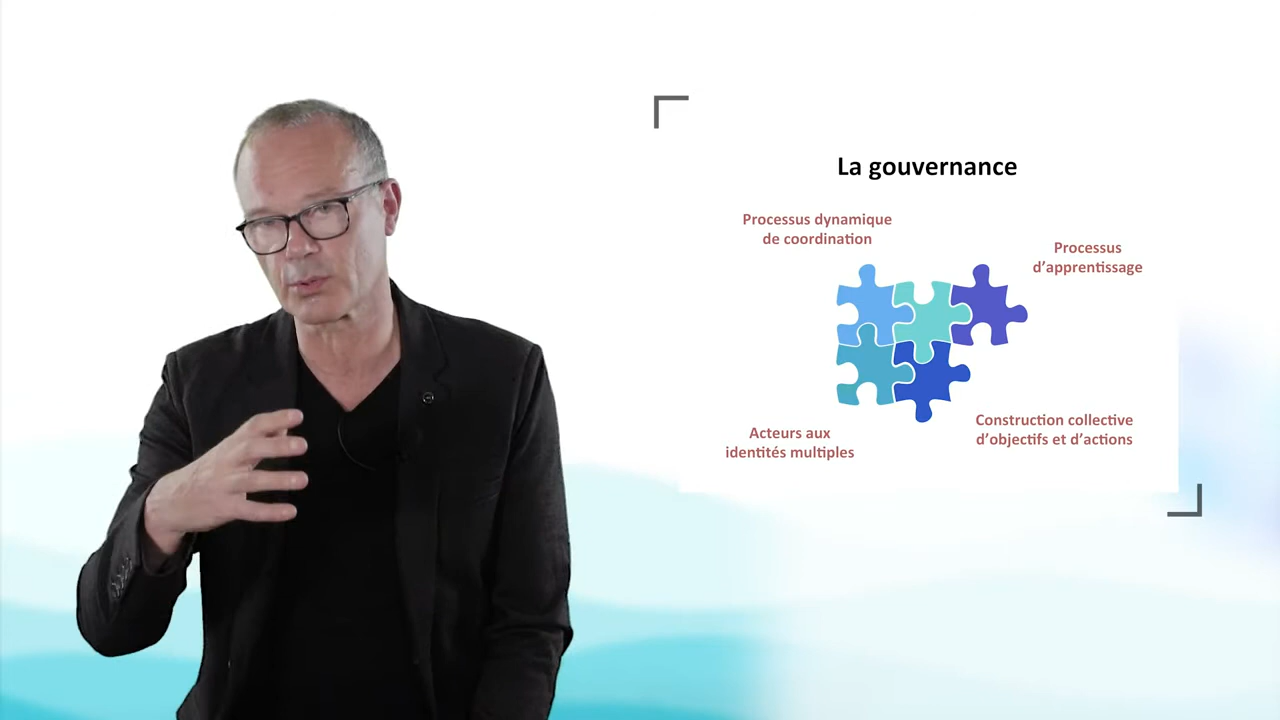 La gouvernance
Processus dynamique
de coordination
Processus
d’apprentissage
Acteurs aux
identités multiples
Construction collective
d’objectifs et d’actions